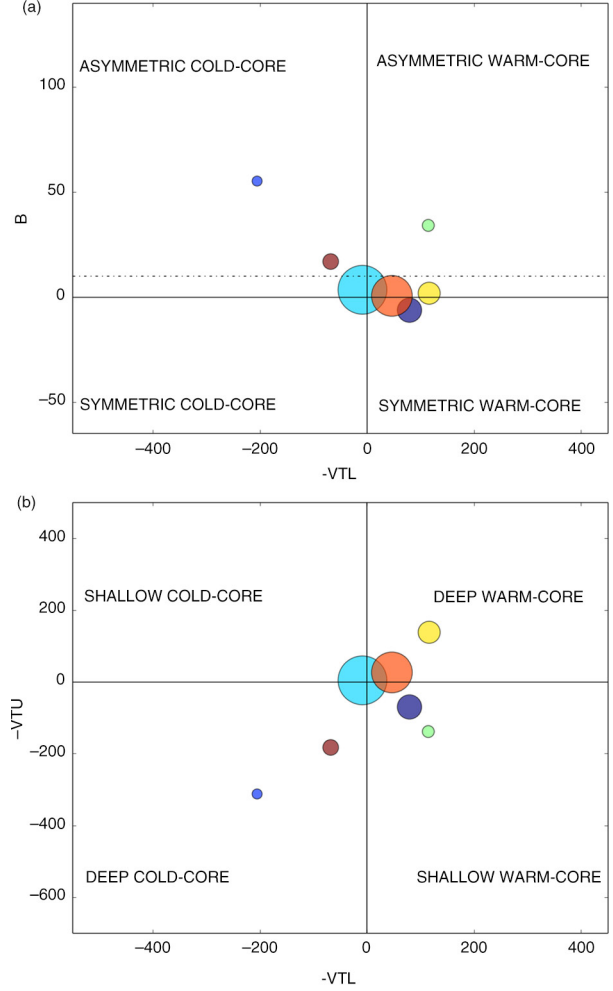 (a)
ASYMMETRIC COLD-CORE
ASYMMETRIC WARM-CORE
100
50
B
0
−50
SYMMETRIC COLD-CORE
SYMMETRIC WARM-CORE
−400
−200
0
200
400
-VTL
(b)
400
SHALLOW COLD-CORE
DEEP WARM-CORE
200
0
−VTU
−200
−400
DEEP COLD-CORE
SHALLOW WARM-CORE
−600
−400
−200
0
200
400
-VTL